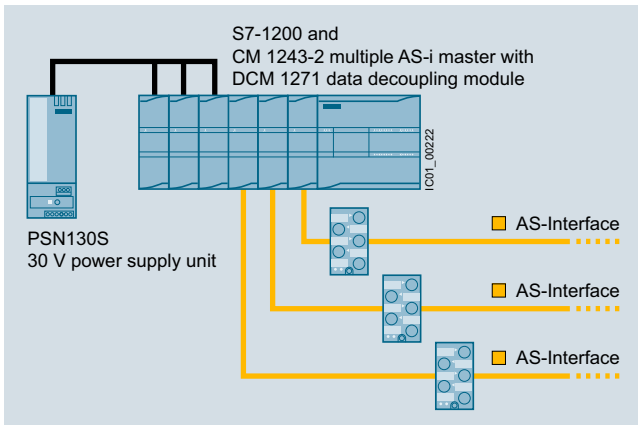 S7-1200 and
CM 1243-2 multiple AS-i master with
DCM 1271 data decoupling module
IC01_00222
PSN130S
30 V power supply unit
AS-Interface
AS-Interface
AS-Interface